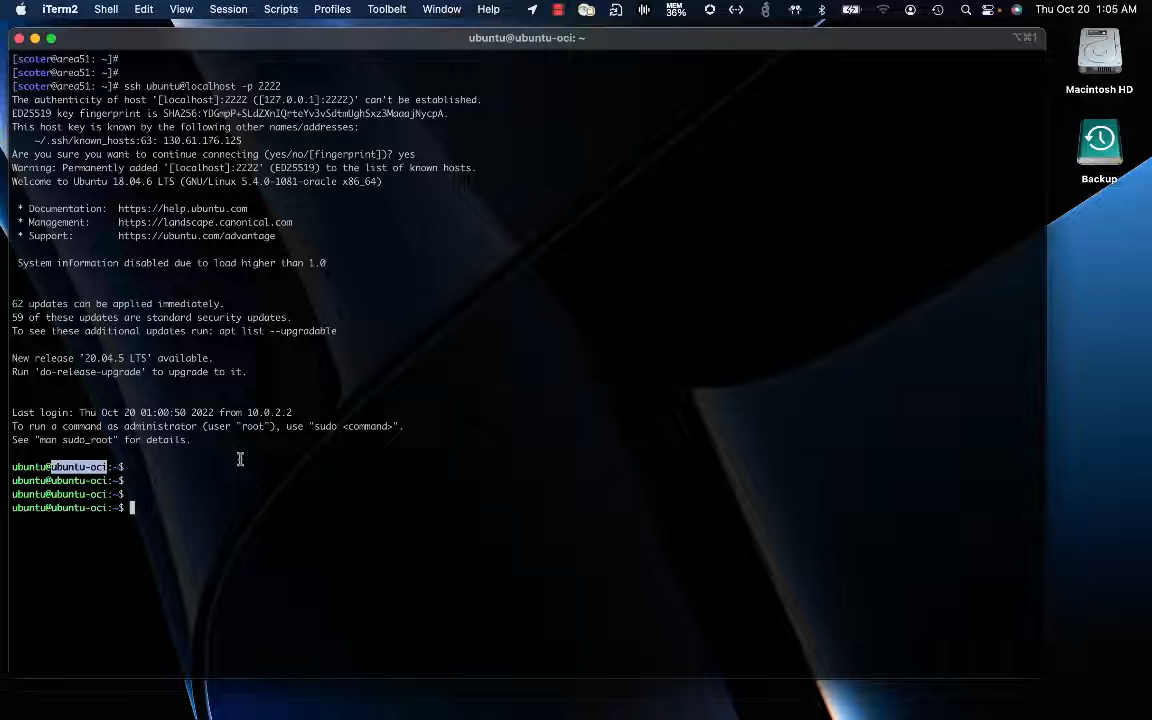 iTerm2 Shell Edit View Session Scripts Profiles Toolbelt Window Help MEM 36% Thu Oct 20 1:05 AM
ubuntu@ubuntu-oci: ~ ⌥⌘1
[scoter@area51: ~]#
[scoter@area51: ~]#
[scoter@area51: ~]# ssh ubuntu@localhost -p 2222
The authenticity of host '[localhost]:2222 ([127.0.0.1]:2222)' can't be established.
ED25519 key fingerprint is SHA256:YDGmpP+SLdZXnIQrteYv3vSdtmUghSxz3MaaajNycpA.
This host key is known by the following other names/addresses:
~/.ssh/known_hosts:63: 130.61.176.125
Are you sure you want to continue connecting (yes/no/[fingerprint])? yes
Warning: Permanently added '[localhost]:2222' (ED25519) to the list of known hosts.
Welcome to Ubuntu 18.04.6 LTS (GNU/Linux 5.4.0-1081-oracle x86_64)
* Documentation: https://help.ubuntu.com
* Management: https://landscape.canonical.com
* Support: https://ubuntu.com/advantage
System information disabled due to load higher than 1.0
62 updates can be applied immediately.
59 of these updates are standard security updates.
To see these additional updates run: apt list --upgradable
New release '20.04.5 LTS' available.
Run 'do-release-upgrade' to upgrade to it.
Last login: Thu Oct 20 01:00:50 2022 from 10.0.2.2
To run a command as administrator (user "root"), use "sudo <command>".
See "man sudo_root" for details.
ubuntu@ubuntu-oci:~$
ubuntu@ubuntu-oci:~$
ubuntu@ubuntu-oci:~$
ubuntu@ubuntu-oci:~$
Macintosh HD
Backup